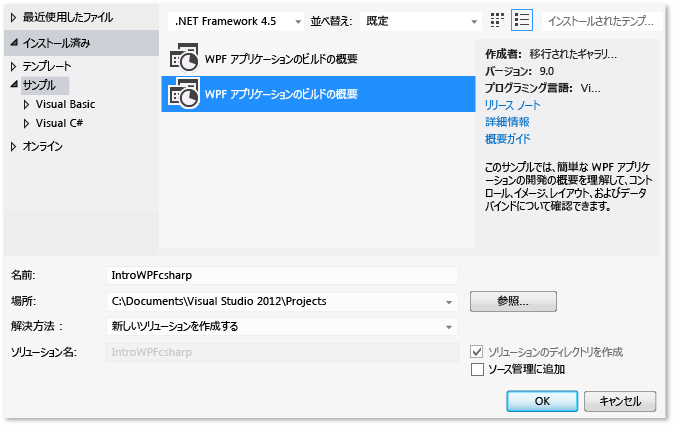 最近使用したファイル
インストール済み
テンプレート
サンプル
Visual Basic
Visual C#
オンライン
.NET Framework 4.5
並べ替え: 既定
インストールされたテンプ...
WPF アプリケーションのビルドの概要
WPF アプリケーションのビルドの概要
作成者: 移行されたギャラリ...
バージョン: 9.0
プログラミング言語: Vi...
リリース ノート
詳細情報
概要ガイド
このサンプルでは、簡単な WPF アプリケ
ーションの開発の概要を理解して、コント
ロール、イメージ、レイアウト、およびデータ
バインドについて確認できます。
名前: IntroWPFcsharp
場所: C:\Documents\Visual Studio 2012\Projects
参照...
解決方法: 新しいソリューションを作成する
ソリューション名: IntroWPFcsharp
ソリューションのディレクトリを作成
ソース管理に追加
OK
キャンセル